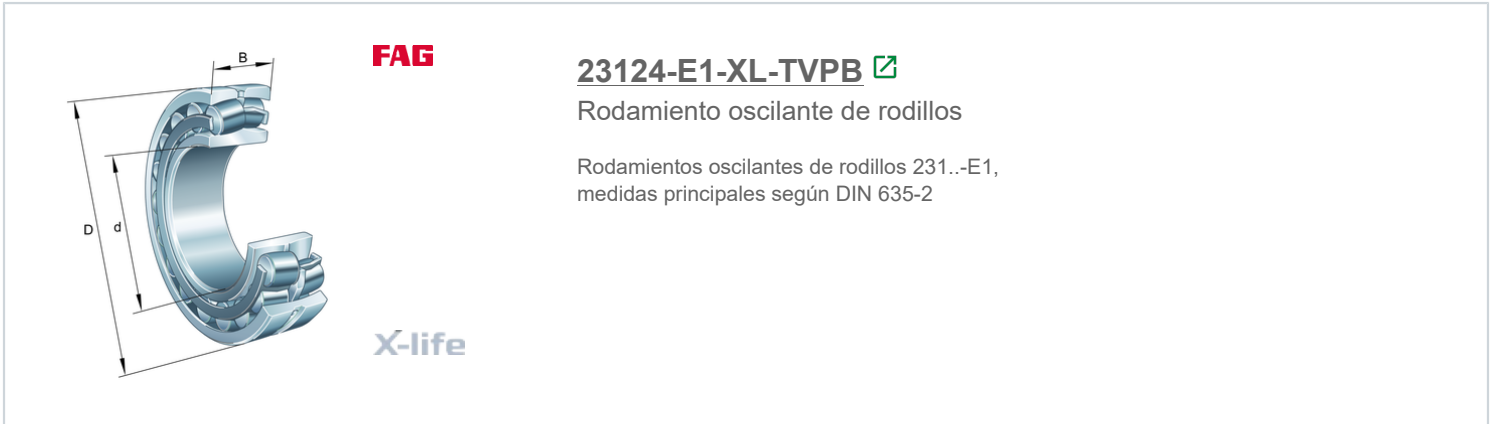 B
FAG
23124-E1-XL-TVPB
Rodamiento oscilante de rodillos
Rodamientos oscilantes de rodillos 231..-E1,
medidas principales según DIN 635-2
D
d
X-life